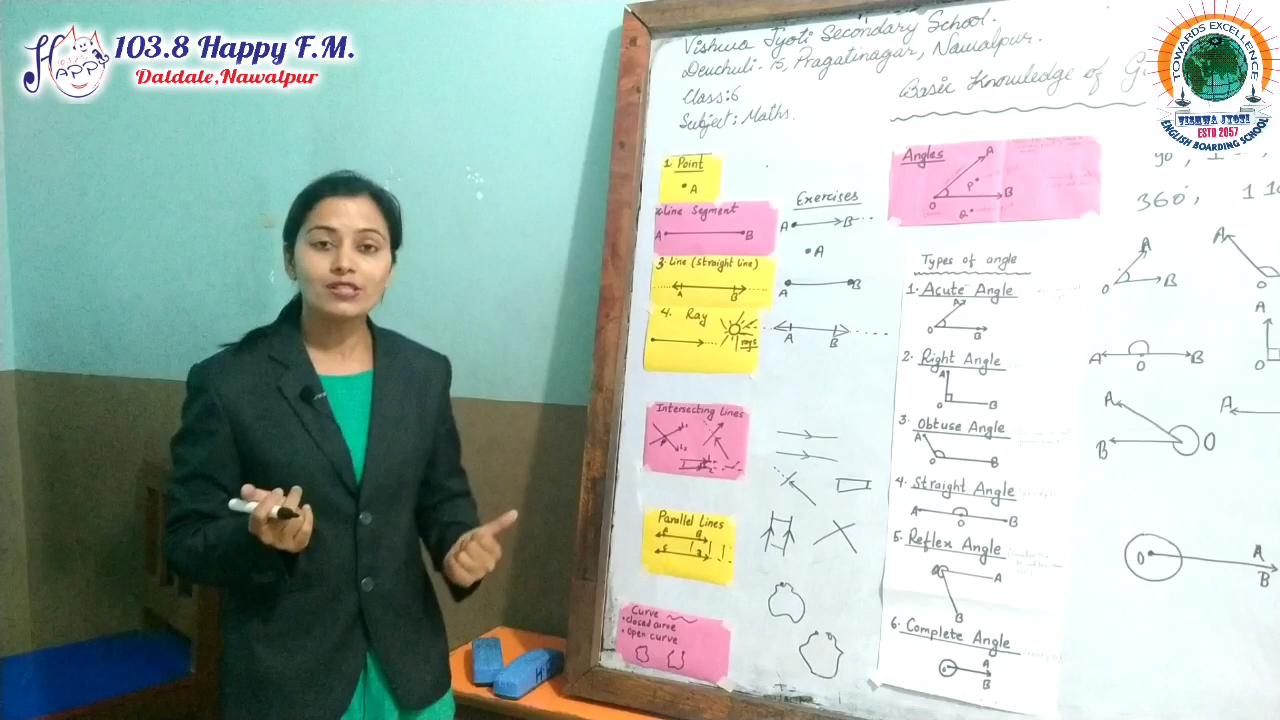 103.8 Happy F.M.
Daldale,Nawalpur
HAPPY
TOWARDS EXCELLENCE
VISHWA JYOTI
ESTD 2057
ENGLISH BOARDING SCHOOL
Vishwa Jyoti Secondary School.
Devchuli - 15, Pragatinagar, Nawalpur.
Class:6
Subject: Maths.
Basic Knowledge of
1. Point
A
Line Segment
A B
3. Line (straight line)
A B
4. Ray
rays
Intersecting Lines
Parallel Lines
Curve
• closed curve
• open curve
Exercises
A B
A
A B
A B
Angles
A
P
O B
Q
Types of angle
1. Acute Angle
A
O B
2. Right Angle
A
O B
3. Obtuse Angle
A
O B
4. Straight Angle
A O B
5. Reflex Angle
O A
B
6. Complete Angle
O A
B
90°,
360°,
A
O B
A
O
A O B
A
B
O
A
B O
A
O A
B